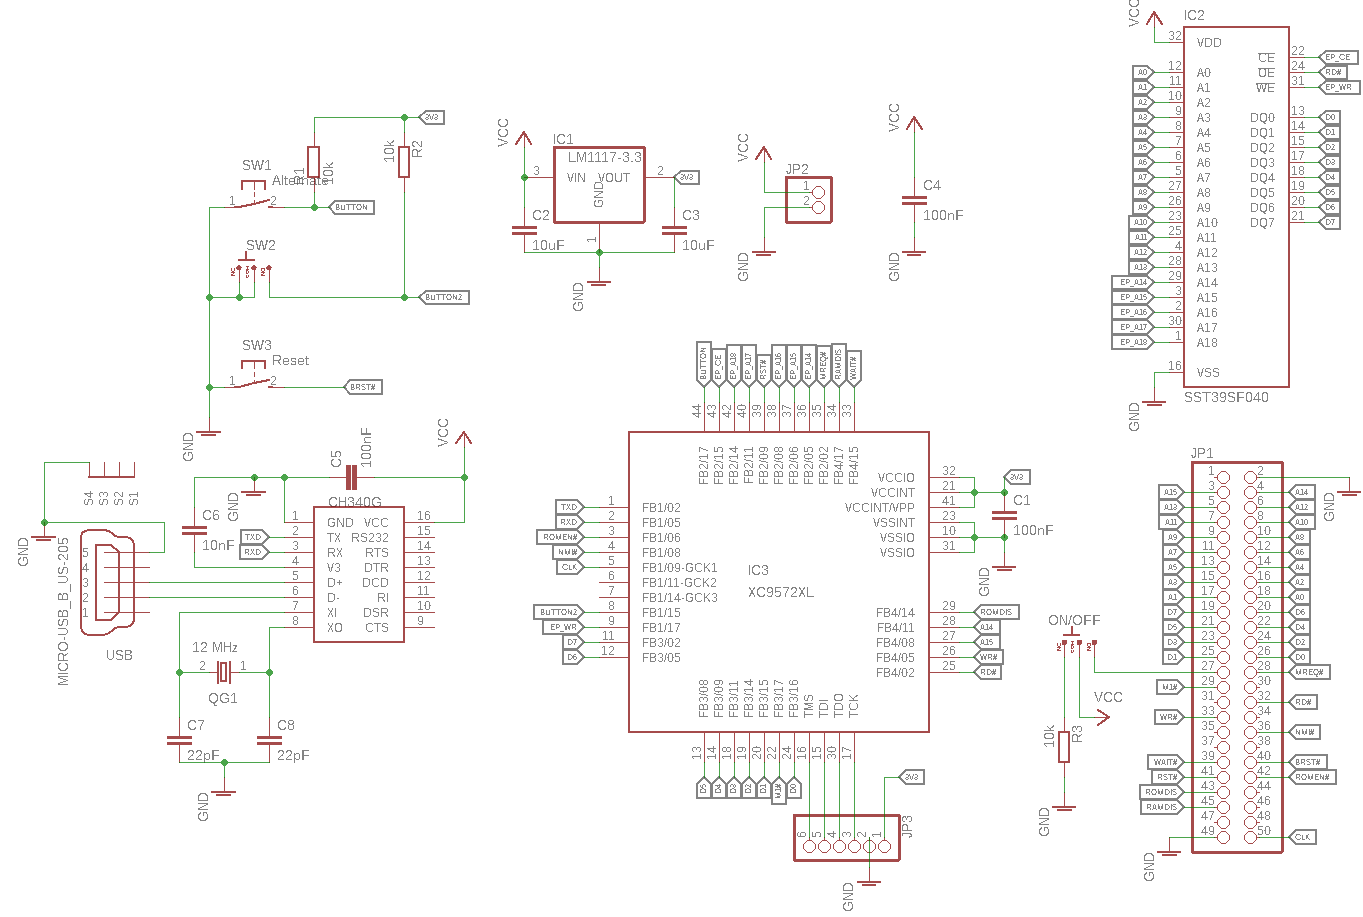 VCC
IC2
32
VDD
CE
22
EP_CE
A0
12
A0
OE
24
RD#
A1
11
A1
WE
31
EP_WR
A2
10
A2
A3
9
A3
DQ0
13
D0
A4
8
A4
DQ1
14
D1
A5
7
A5
DQ2
15
D2
A6
6
A6
DQ3
17
D3
A7
5
A7
DQ4
18
D4
A8
27
A8
DQ5
19
D5
A9
26
A9
DQ6
20
D6
A10
23
A10
DQ7
21
D7
A11
25
A11
A12
4
A12
A13
28
A13
EP_A14
29
A14
EP_A15
3
A15
EP_A16
2
A16
EP_A17
30
A17
EP_A18
1
A18
16
VSS
GND
SST39SF040
3V3
R1
10k
10k
R2
SW1
Alternate
1
2
BUTTON
SW2
NC
COM
NO
BUTTON2
SW3
Reset
1
2
BRST#
GND
VCC
IC1
LM1117-3.3
3
VIN
VOUT
2
3V3
GND
1
C2
10uF
C3
10uF
GND
VCC
JP2
1
2
GND
VCC
C4
100nF
GND
S4
S3
S2
S1
GND
MICRO-USB_B_US-205
5
4
3
2
1
USB
C5
100nF
VCC
GND
C6
10nF
CH340G
1
GND
VCC
16
TXD
2
TX
RS232
15
RXD
3
RX
RTS
14
4
V3
DTR
13
5
D+
DCD
12
6
D-
RI
11
7
XI
DSR
10
8
XO
CTS
9
12 MHz
2
1
QG1
C7
22pF
C8
22pF
GND
BUTTON
EP_CE
EP_A18
EP_A17
RST#
EP_A16
EP_A15
EP_A14
MREQ#
RAMDIS
WAIT#
44
43
42
40
39
38
37
36
35
34
33
FB2/17
FB2/15
FB2/14
FB2/11
FB2/09
FB2/08
FB2/06
FB2/05
FB2/02
FB4/17
FB4/15
TXD
1
FB1/02
RXD
2
FB1/05
ROMEN#
3
FB1/06
NMI#
4
FB1/08
CLK
5
FB1/09-GCK1
6
FB1/11-GCK2
7
FB1/14-GCK3
BUTTON2
8
FB1/15
EP_WR
9
FB1/17
D7
11
FB3/02
D6
12
FB3/05
IC3
XC9572XL
VCCIO
32
VCCINT
21
VCCINT/VPP
41
VSSINT
23
VSSIO
10
VSSIO
31
3V3
C1
100nF
GND
FB4/14
29
ROMDIS
FB4/11
28
A14
FB4/08
27
A15
FB4/05
26
WR#
FB4/02
25
RD#
FB3/08
FB3/09
FB3/11
FB3/14
FB3/15
FB3/17
FB3/16
TMS
TDI
TDO
TCK
13
14
18
19
20
22
24
16
15
30
17
D5
D4
D3
D2
D1
M1#
D0
3V3
6
5
4
3
2
1
JP3
GND
ON/OFF
NC
COM
NO
VCC
10k
R3
GND
JP1
1
2
GND
A15
3
4
A14
A13
5
6
A12
A11
7
8
A10
A9
9
10
A8
A7
11
12
A6
A5
13
14
A4
A3
15
16
A2
A1
17
18
A0
D7
19
20
D6
D5
21
22
D4
D3
23
24
D2
D1
25
26
D0
27
28
MREQ#
M1#
29
30
31
32
RD#
WR#
33
34
35
36
NMI#
37
38
WAIT#
39
40
BRST#
RST#
41
42
ROMEN#
ROMDIS
43
44
RAMDIS
45
46
47
48
49
50
CLK
GND